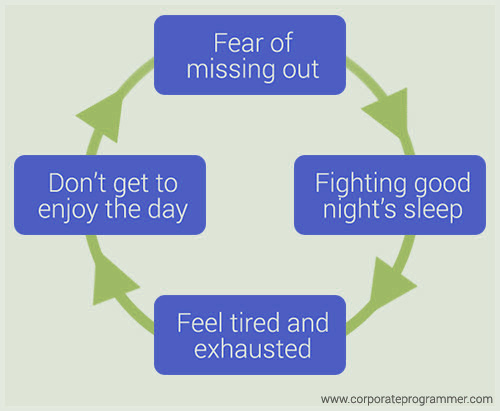 Fear of
missing out
Fighting good
night's sleep
Feel tired and
exhausted
Don't get to
enjoy the day
www.corporateprogrammer.com